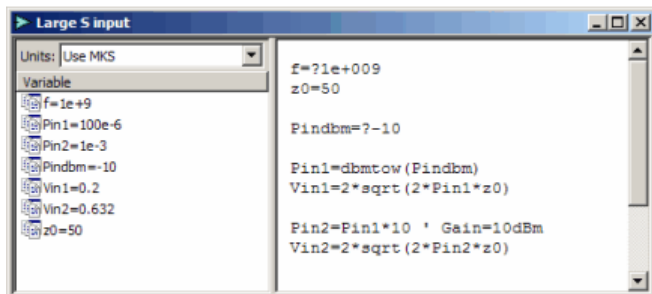 Large S input
Units: Use MKS
Variable
f=1e+9
Pin1=100e-6
Pin2=1e-3
Pindbm=-10
Vin1=0.2
Vin2=0.632
z0=50
f=?1e+009
z0=50
Pindbm=?-10
Pin1=dbmtow(Pindbm)
Vin1=2*sqrt(2*Pin1*z0)
Pin2=Pin1*10 ' Gain=10dBm
Vin2=2*sqrt(2*Pin2*z0)